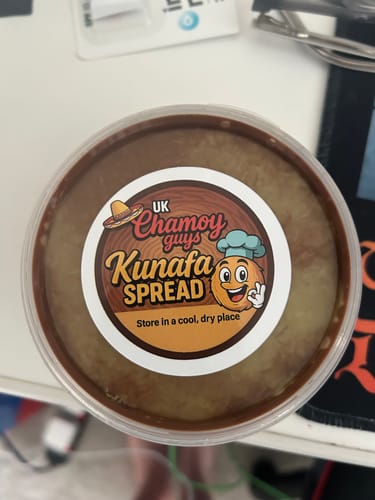 UK
Chamoy
guys
Kunafa
SPREAD
Store in a cool, dry place